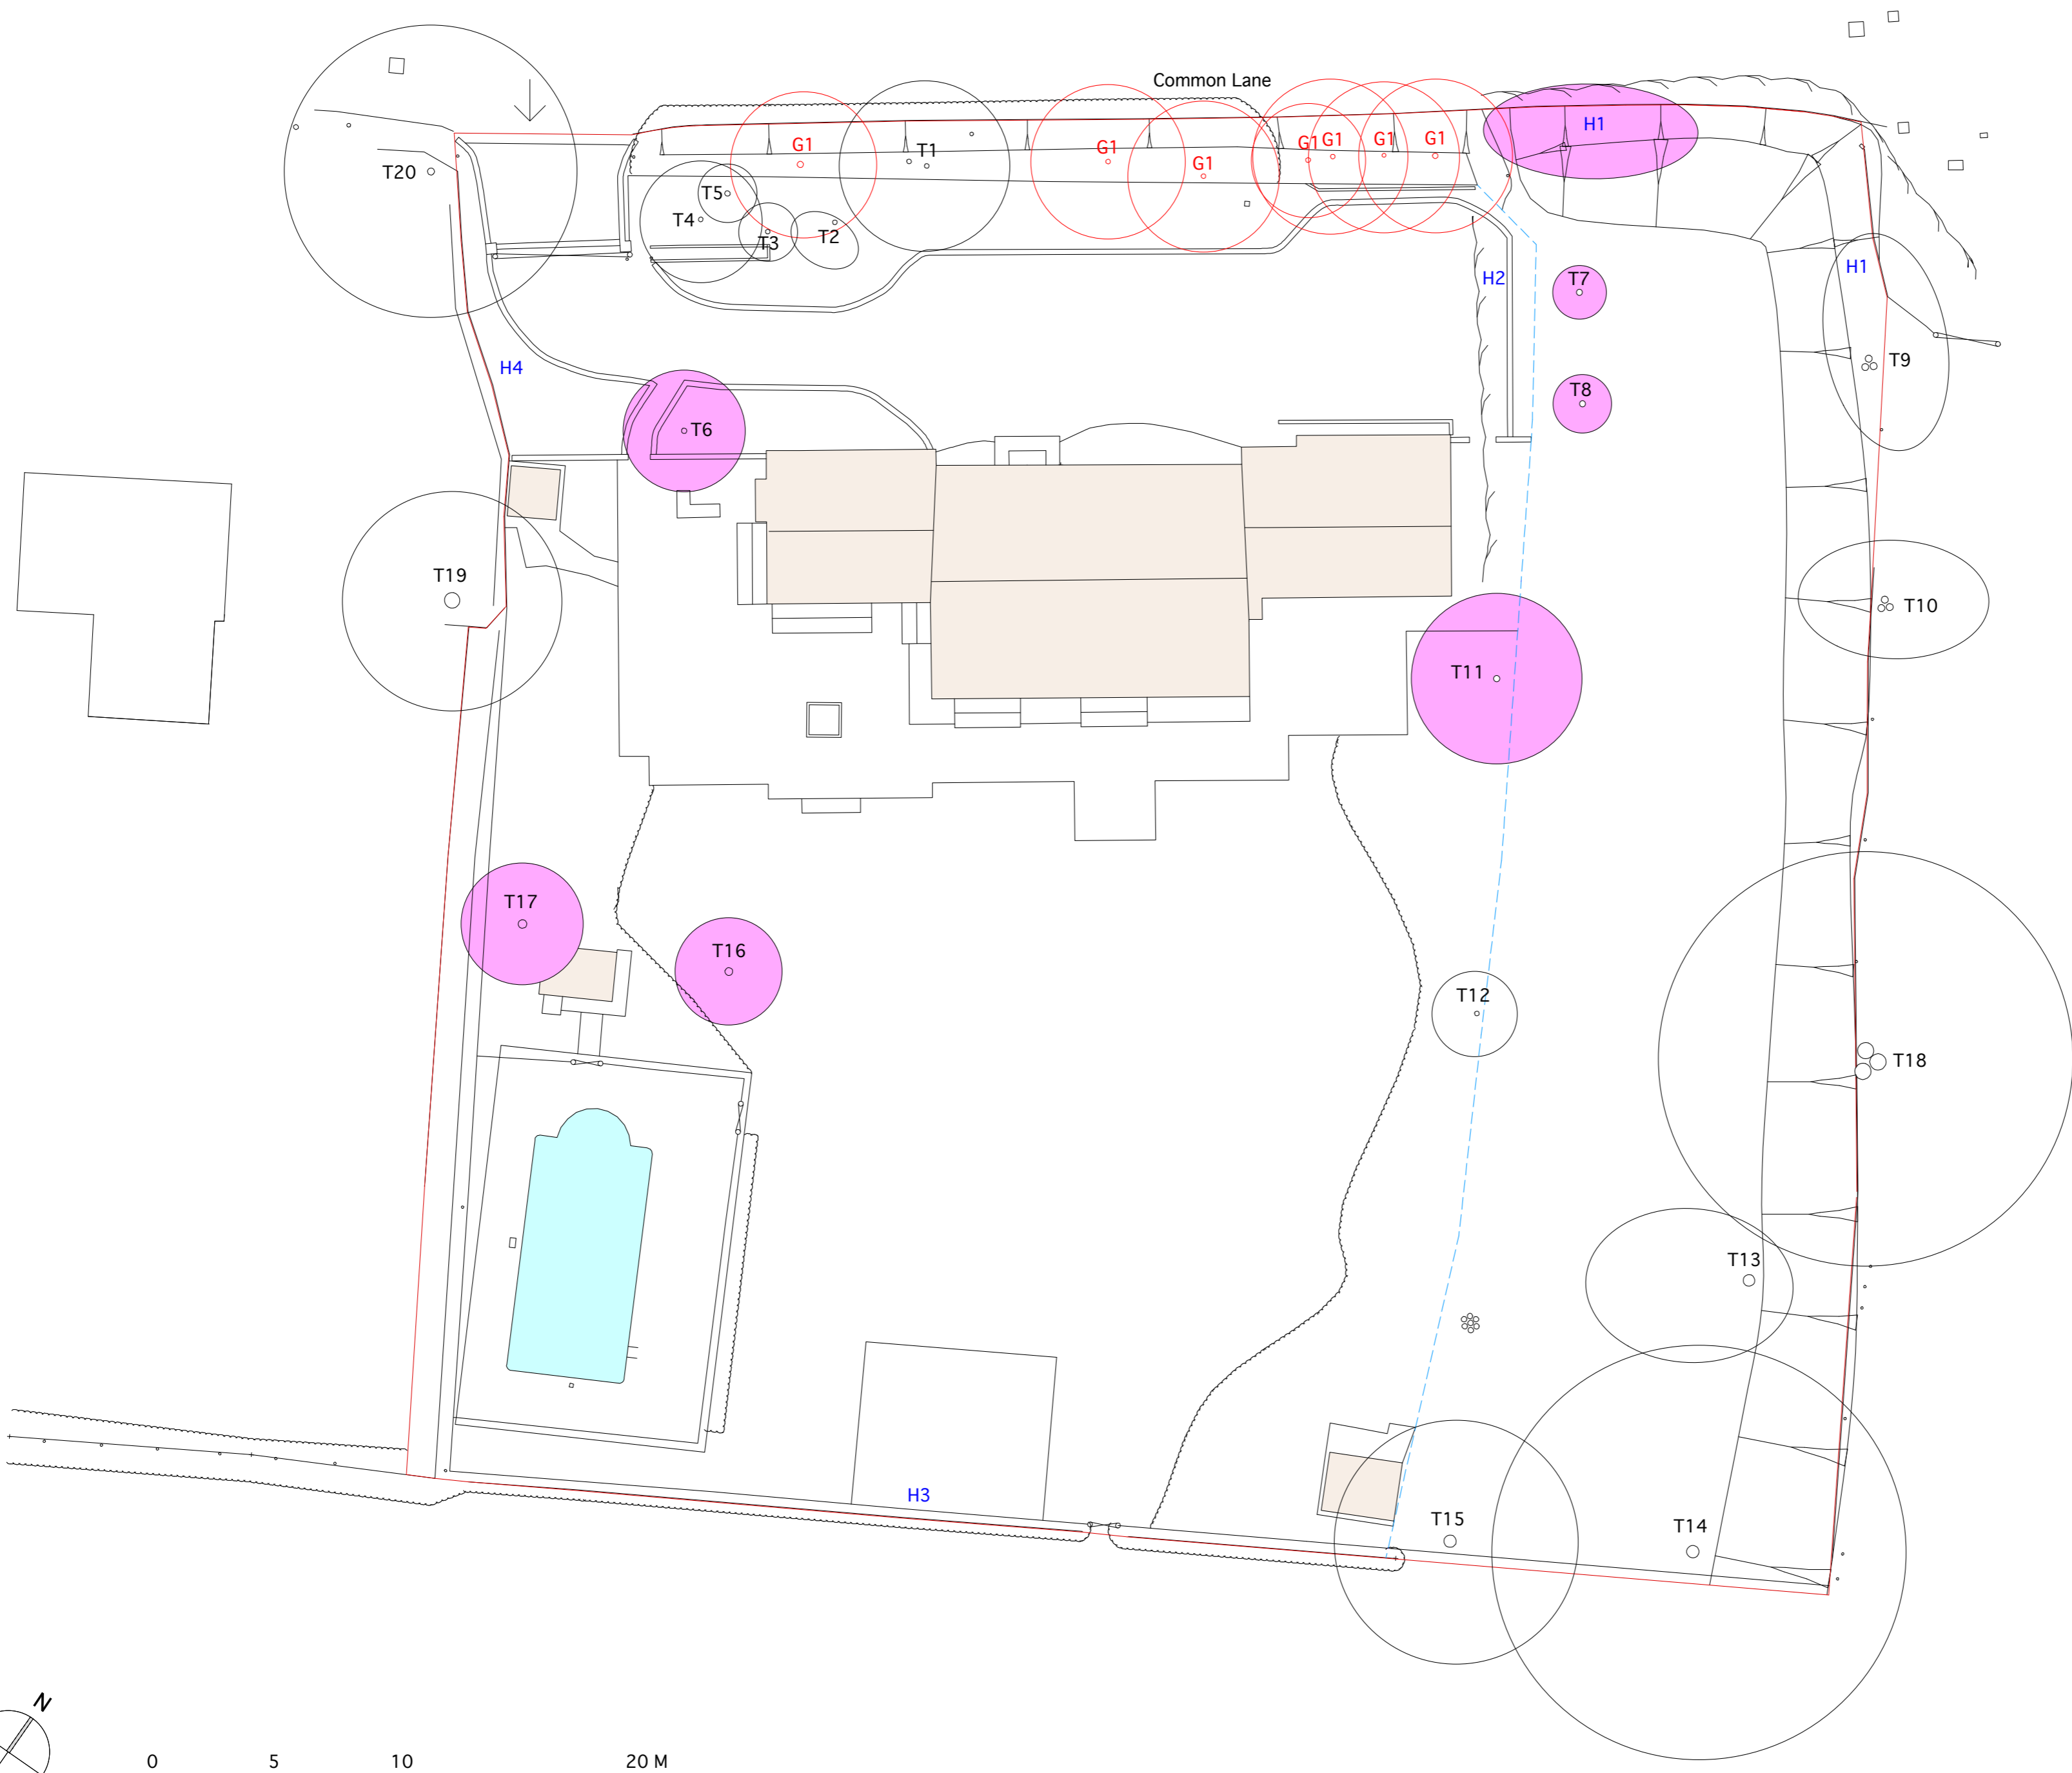 Common Lane
H1
G1
T1
G1
G1
G1
G1
G1
G1
T20
T5
T4
T3
T2
H2
T7
H1
H4
T9
T8
T6
T19
T10
T11
T17
T16
T12
T18
T13
H3
T15
T14
N
0 5 10 20 M